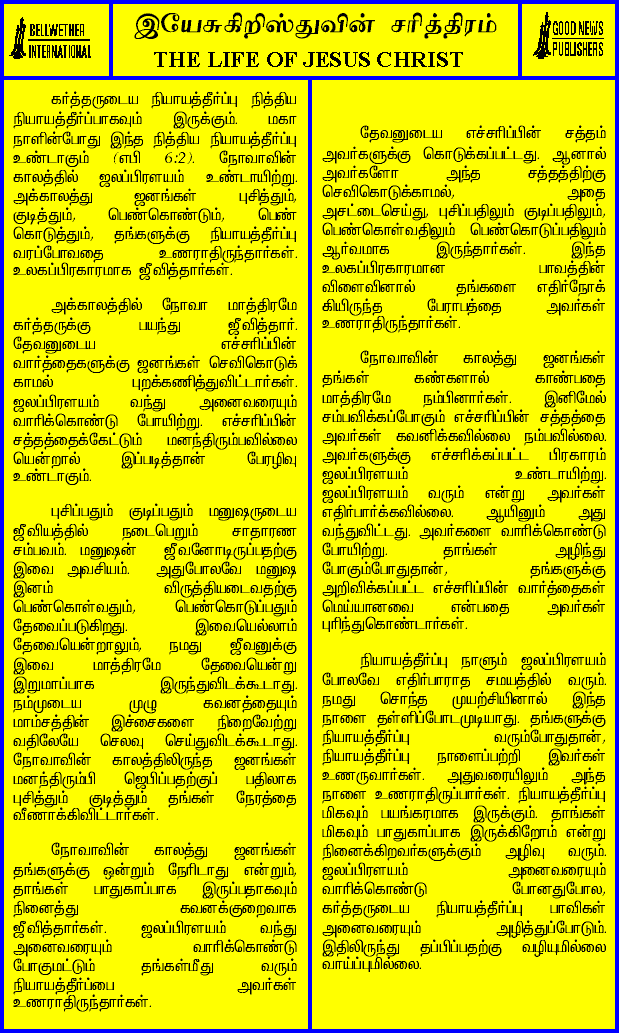 BELLWETHER
INTERNATIONAL
இயேசுகிறிஸ்துவின் சரித்திரம்
THE LIFE OF JESUS CHRIST
GOOD NEWS
PUBLISHERS
கர்த்தருடைய நியாயத்தீர்ப்பு நித்திய
நியாயத்தீர்ப்பாகவும் இருக்கும். மகா
நாளின்போது இந்த நித்திய நியாயத்தீர்ப்பு
உண்டாகும் (எபி 6:2). நோவாவின்
காலத்தில் ஜலப்பிரளயம் உண்டாயிற்று.
அக்காலத்து ஜனங்கள் புசித்தும்,
குடித்தும், பெண்கொண்டும், பெண்
கொடுத்தும், தங்களுக்கு நியாயத்தீர்ப்பு
வரப்போவதை உணராதிருந்தார்கள்.
உலகப்பிரகாரமாக ஜீவித்தார்கள்.
அக்காலத்தில் நோவா மாத்திரமே
கர்த்தருக்கு பயந்து ஜீவித்தார்.
தேவனுடைய எச்சரிப்பின்
வார்த்தைகளுக்கு ஜனங்கள் செவிகொடுக்
காமல் புறக்கணித்துவிட்டார்கள்.
ஜலப்பிரளயம் வந்து அனைவரையும்
வாரிக்கொண்டு போயிற்று. எச்சரிப்பின்
சத்தத்தைக்கேட்டும் மனந்திரும்பவில்லை
யென்றால் இப்படித்தான் பேரழிவு
உண்டாகும்.
புசிப்பதும் குடிப்பதும் மனுஷருடைய
ஜீவியத்தில் நடைபெறும் சாதாரண
சம்பவம். மனுஷன் ஜீவனோடிருப்பதற்கு
இவை அவசியம். அதுபோலவே மனுஷ
இனம் விருத்தியடைவதற்கு
பெண்கொள்வதும், பெண்கொடுப்பதும்
தேவைப்படுகிறது. இவையெல்லாம்
தேவையென்றாலும், நமது ஜீவனுக்கு
இவை மாத்திரமே தேவையென்று
இறுமாப்பாக இருந்துவிடக்கூடாது.
நம்முடைய முழு கவனத்தையும்
மாம்சத்தின் இச்சைகளை நிறைவேற்று
வதிலேயே செலவு செய்துவிடக்கூடாது.
நோவாவின் காலத்திலிருந்த ஜனங்கள்
மனந்திரும்பி ஜெபிப்பதற்குப் பதிலாக
புசித்தும் குடித்தும் தங்கள் நேரத்தை
வீணாக்கிவிட்டார்கள்.
நோவாவின் காலத்து ஜனங்கள்
தங்களுக்கு ஒன்றும் நேரிடாது என்றும்,
தாங்கள் பாதுகாப்பாக இருப்பதாகவும்
நினைத்து கவனக்குறைவாக
ஜீவித்தார்கள். ஜலப்பிரளயம் வந்து
அனைவரையும் வாரிக்கொண்டு
போகுமட்டும் தங்கள்மீது வரும்
நியாயத்தீர்ப்பை அவர்கள்
உணராதிருந்தார்கள்.
தேவனுடைய எச்சரிப்பின் சத்தம்
அவர்களுக்கு கொடுக்கப்பட்டது. ஆனால்
அவர்களோ அந்த சத்தத்திற்கு
செவிகொடுக்காமல், அதை
அசட்டைசெய்து, புசிப்பதிலும் குடிப்பதிலும்,
பெண்கொள்வதிலும் பெண்கொடுப்பதிலும்
ஆர்வமாக இருந்தார்கள். இந்த
உலகப்பிரகாரமான பாவத்தின்
விளைவினால் தங்களை எதிர்நோக்
கியிருந்த பேராபத்தை அவர்கள்
உணராதிருந்தார்கள்.
நோவாவின் காலத்து ஜனங்கள்
தங்கள் கண்களால் காண்பதை
மாத்திரமே நம்பினார்கள். இனிமேல்
சம்பவிக்கப்போகும் எச்சரிப்பின் சத்தத்தை
அவர்கள் கவனிக்கவில்லை நம்பவில்லை.
அவர்களுக்கு எச்சரிக்கப்பட்ட பிரகாரம்
ஜலப்பிரளயம் உண்டாயிற்று.
ஜலப்பிரளயம் வரும் என்று அவர்கள்
எதிர்பார்க்கவில்லை. ஆயினும் அது
வந்துவிட்டது. அவர்களை வாரிக்கொண்டு
போயிற்று. தாங்கள் அழிந்து
போகும்போதுதான், தங்களுக்கு
அறிவிக்கப்பட்ட எச்சரிப்பின் வார்த்தைகள்
மெய்யானவை என்பதை அவர்கள்
புரிந்துகொண்டார்கள்.
நியாயத்தீர்ப்பு நாளும் ஜலப்பிரளயம்
போலவே எதிர்பாராத சமயத்தில் வரும்.
நமது சொந்த முயற்சியினால் இந்த
நாளை தள்ளிப்போடமுடியாது. தங்களுக்கு
நியாயத்தீர்ப்பு வரும்போதுதான்,
நியாயத்தீர்ப்பு நாளைப்பற்றி இவர்கள்
உணருவார்கள். அதுவரையிலும் அந்த
நாளை உணராதிருப்பார்கள். நியாயத்தீர்ப்பு
மிகவும் பயங்கரமாக இருக்கும். தாங்கள்
மிகவும் பாதுகாப்பாக இருக்கிறோம் என்று
நினைக்கிறவர்களுக்கும் அழிவு வரும்.
ஜலப்பிரளயம் அனைவரையும்
வாரிக்கொண்டு போனதுபோல,
கர்த்தருடைய நியாயத்தீர்ப்பு பாவிகள்
அனைவரையும் அழித்துப்போடும்.
இதிலிருந்து தப்பிப்பதற்கு வழியுமில்லை
வாய்ப்புமில்லை.